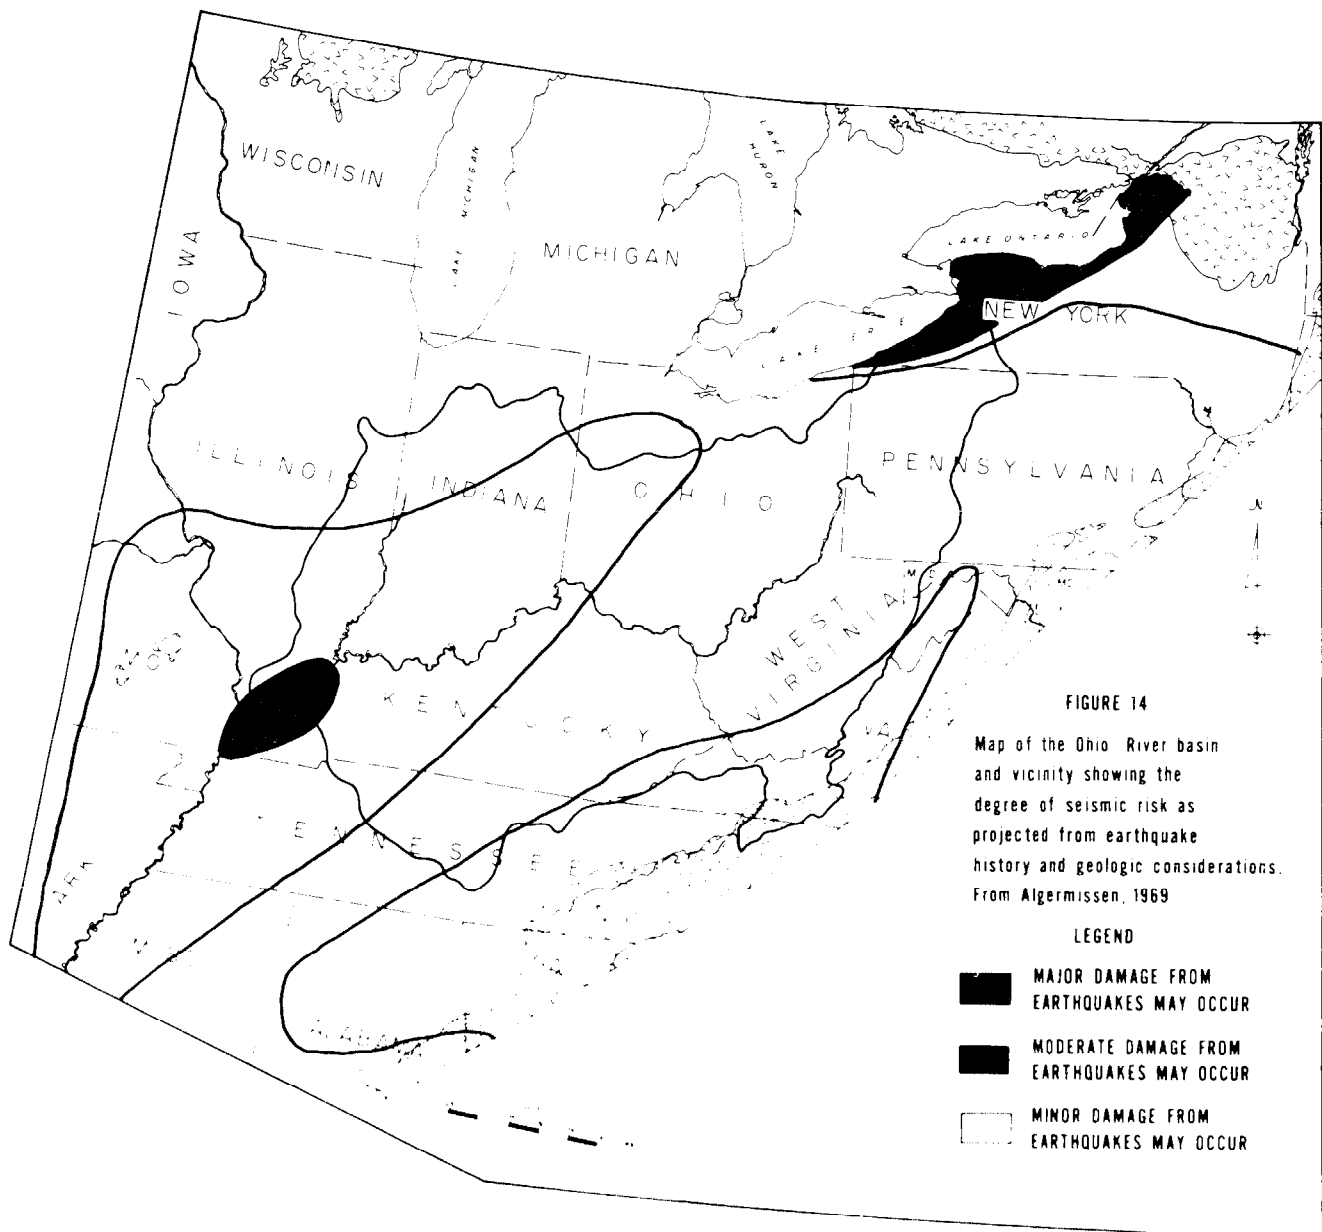 WISCONSIN
LAKE MICHIGAN
LAKE
HURON
IOWA
MICHIGAN
LAKE ONTARIO
NEW YORK
LAKE ERIE
ILLINOIS
INDIANA
OHIO
PENNSYLVANIA
N
WEST
VIRGINIA
KENTUCKY
VA
TENNESSEE
ARK
ALABAMA
FIGURE 14
Map of the Ohio River basin
and vicinity showing the
degree of seismic risk as
projected from earthquake
history and geologic considerations.
From Algermissen, 1969
LEGEND
MAJOR DAMAGE FROM
EARTHQUAKES MAY OCCUR
MODERATE DAMAGE FROM
EARTHQUAKES MAY OCCUR
MINOR DAMAGE FROM
EARTHQUAKES MAY OCCUR